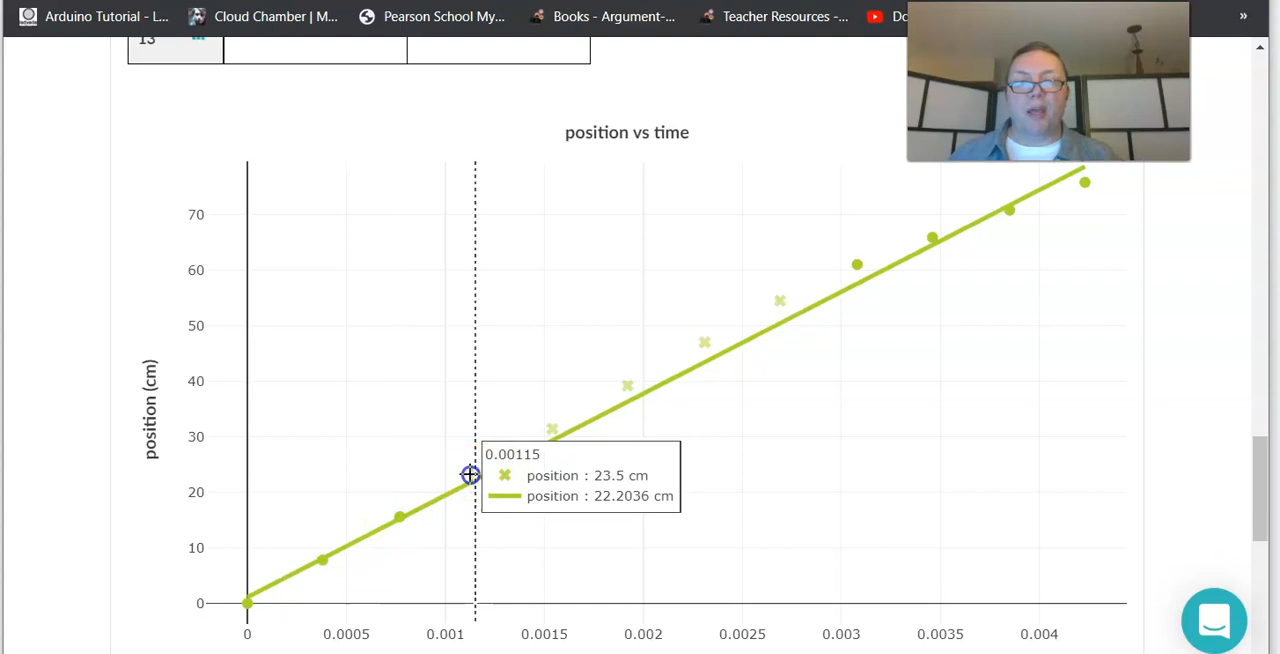 Arduino Tutorial - L... Cloud Chamber | M... Pearson School My,... Books - Argument-... Teacher Resources -... Do »
13
position vs time
70
60
50
40
30
20
10
0
position (cm)
0.00115
position : 23.5 cm
position : 22.2036 cm
0 0.0005 0.001 0.0015 0.002 0.0025 0.003 0.0035 0.004